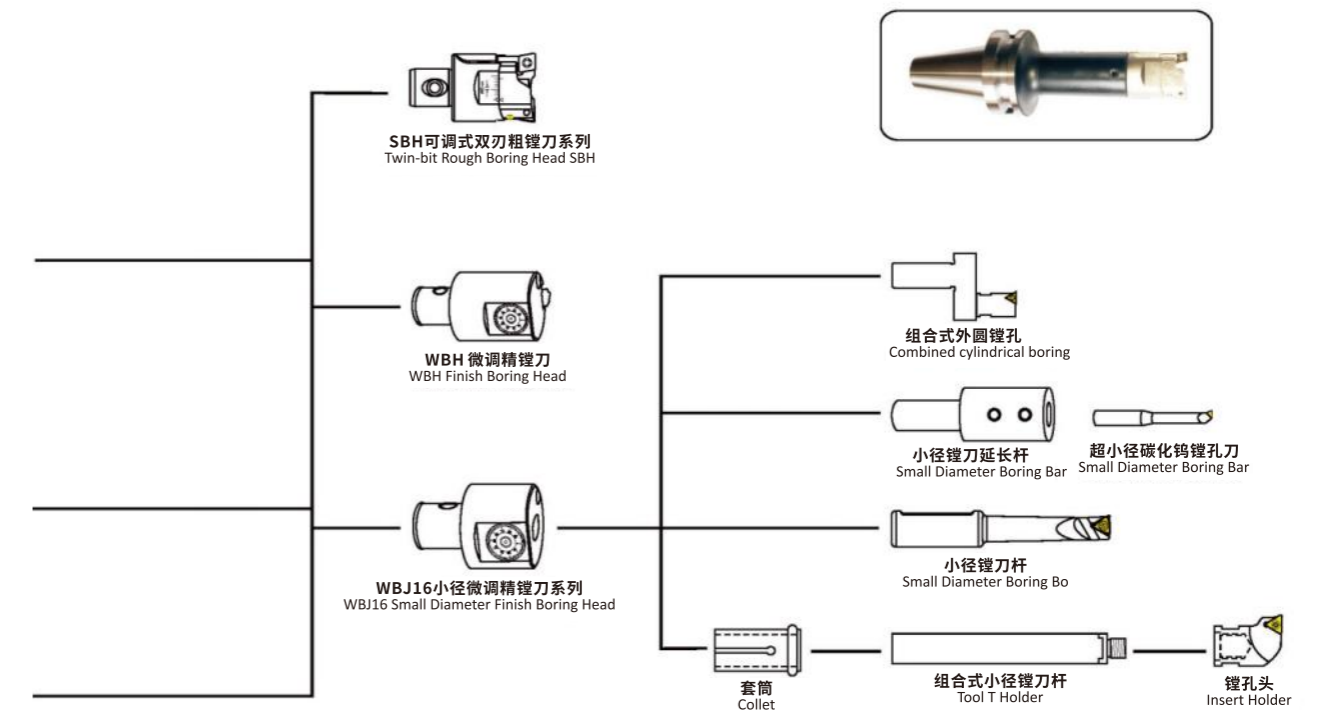 SBH可调式双刃粗镗刀系列
Twin-bit Rough Boring Head SBH
WBH 微调精镗刀
WBH Finish Boring Head
组合式外圆镗孔
Combined cylindrical boring
小径镗刀延长杆
Small Diameter Boring Bar
超小径碳化钨镗孔刀
Small Diameter Boring Bar
小径镗刀杆
Small Diameter Boring Bo
WBJ16小径微调精镗刀系列
WBJ16 Small Diameter Finish Boring Head
套筒
Collet
组合式小径镗刀杆
Tool T Holder
镗孔头
Insert Holder